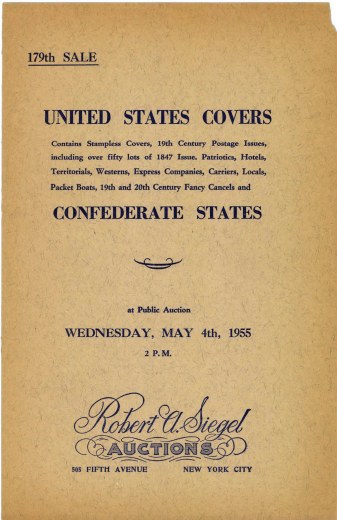 179th SALE
UNITED STATES COVERS
Contains Stampless Covers, 19th Century Postage Issues,
including over fifty lots of 1847 Issue. Patriotics, Hotels,
Territorials, Westerns, Express Companies, Carriers, Locals,
Packet Boats, 19th and 20th Century Fancy Cancels and
CONFEDERATE STATES
at Public Auction
WEDNESDAY, MAY 4th, 1955
2 P.M.
Robert A. Siegel
AUCTIONS
505 FIFTH AVENUE NEW YORK CITY